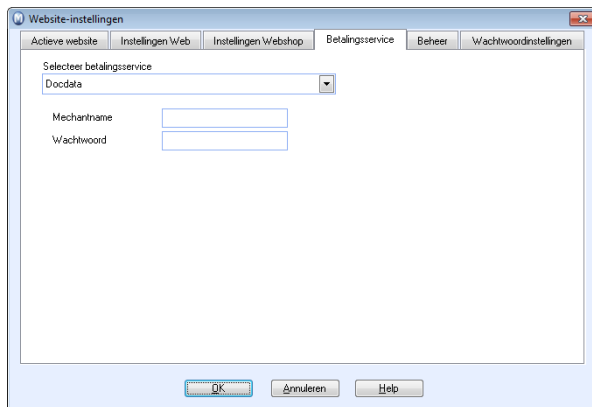 Website-instellingen
Actieve website Instellingen Web Instellingen Webshop Betalingsservice Beheer Wachtwoordinstellingen
Selecteer betalingsservice
Docdata
Mechantname
Wachtwoord
OK Annuleren Help